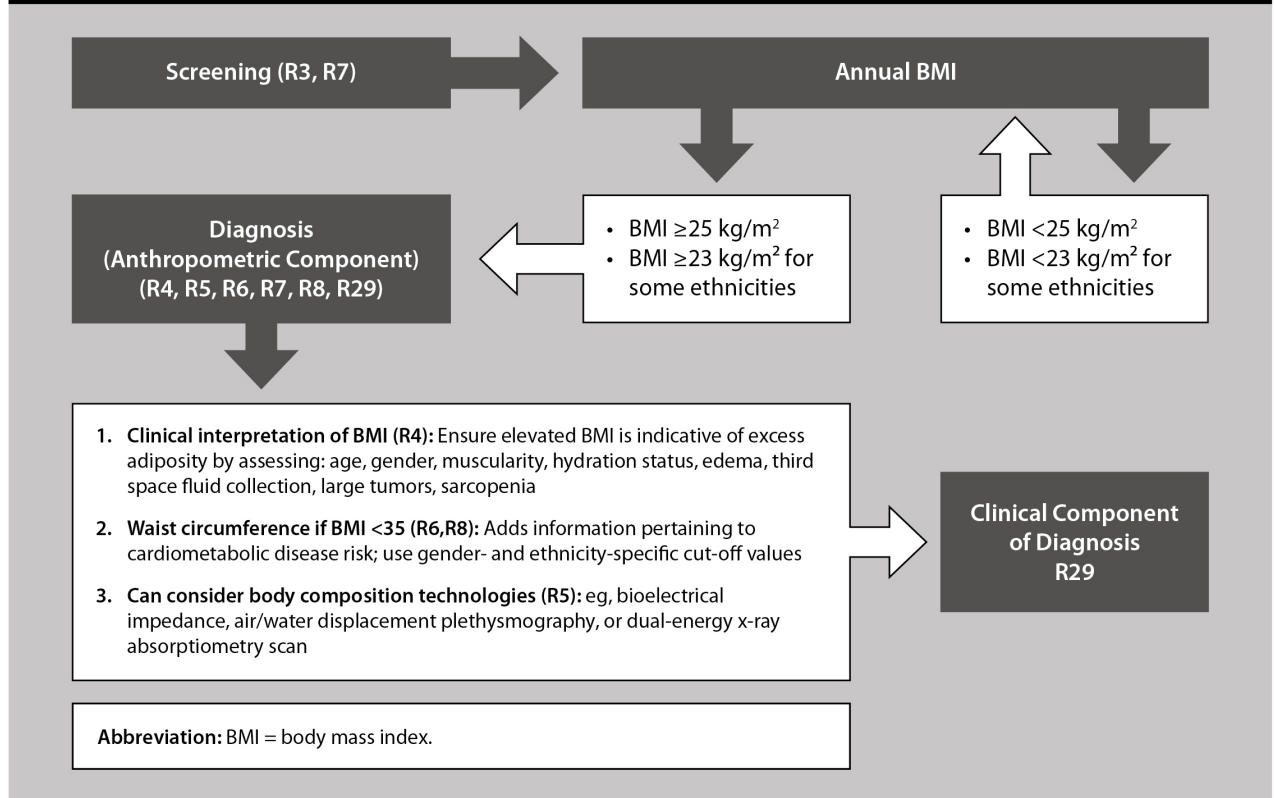 Screening (R3, R7)
Annual BMI
Diagnosis
(Anthropometric Component)
(R4, R5, R6, R7, R8, R29)
• BMI ≥25 kg/m²
• BMI ≥23 kg/m² for
some ethnicities
• BMI <25 kg/m²
• BMI <23 kg/m² for
some ethnicities
1. Clinical interpretation of BMI (R4): Ensure elevated BMI is indicative of excess
adiposity by assessing: age, gender, muscularity, hydration status, edema, third
space fluid collection, large tumors, sarcopenia
2. Waist circumference if BMI <35 (R6,R8): Adds information pertaining to
cardiometabolic disease risk; use gender- and ethnicity-specific cut-off values
3. Can consider body composition technologies (R5): eg, bioelectrical
impedance, air/water displacement plethysmography, or dual-energy x-ray
absorptiometry scan
Clinical Component
of Diagnosis
R29
Abbreviation: BMI = body mass index.